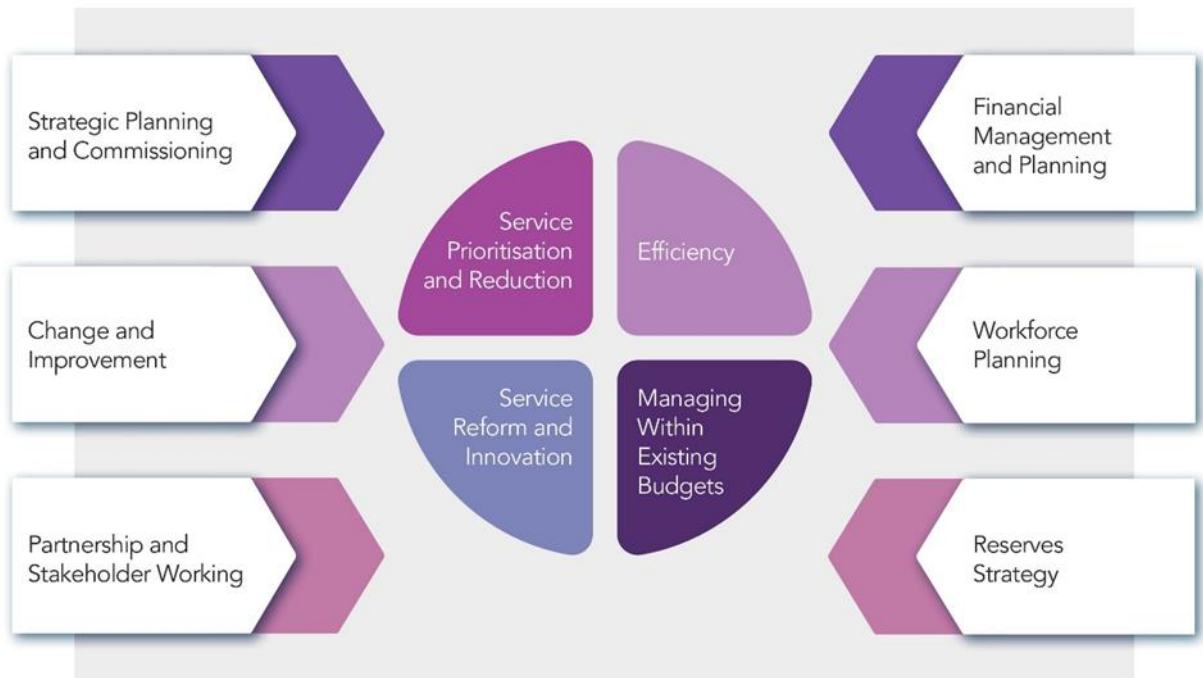 Strategic Planning
and Commissioning
Change and
Improvement
Partnership and
Stakeholder Working
Service
Prioritisation
and Reduction
Efficiency
Service
Reform and
Innovation
Managing
Within
Existing
Budgets
Financial
Management
and Planning
Workforce
Planning
Reserves
Strategy